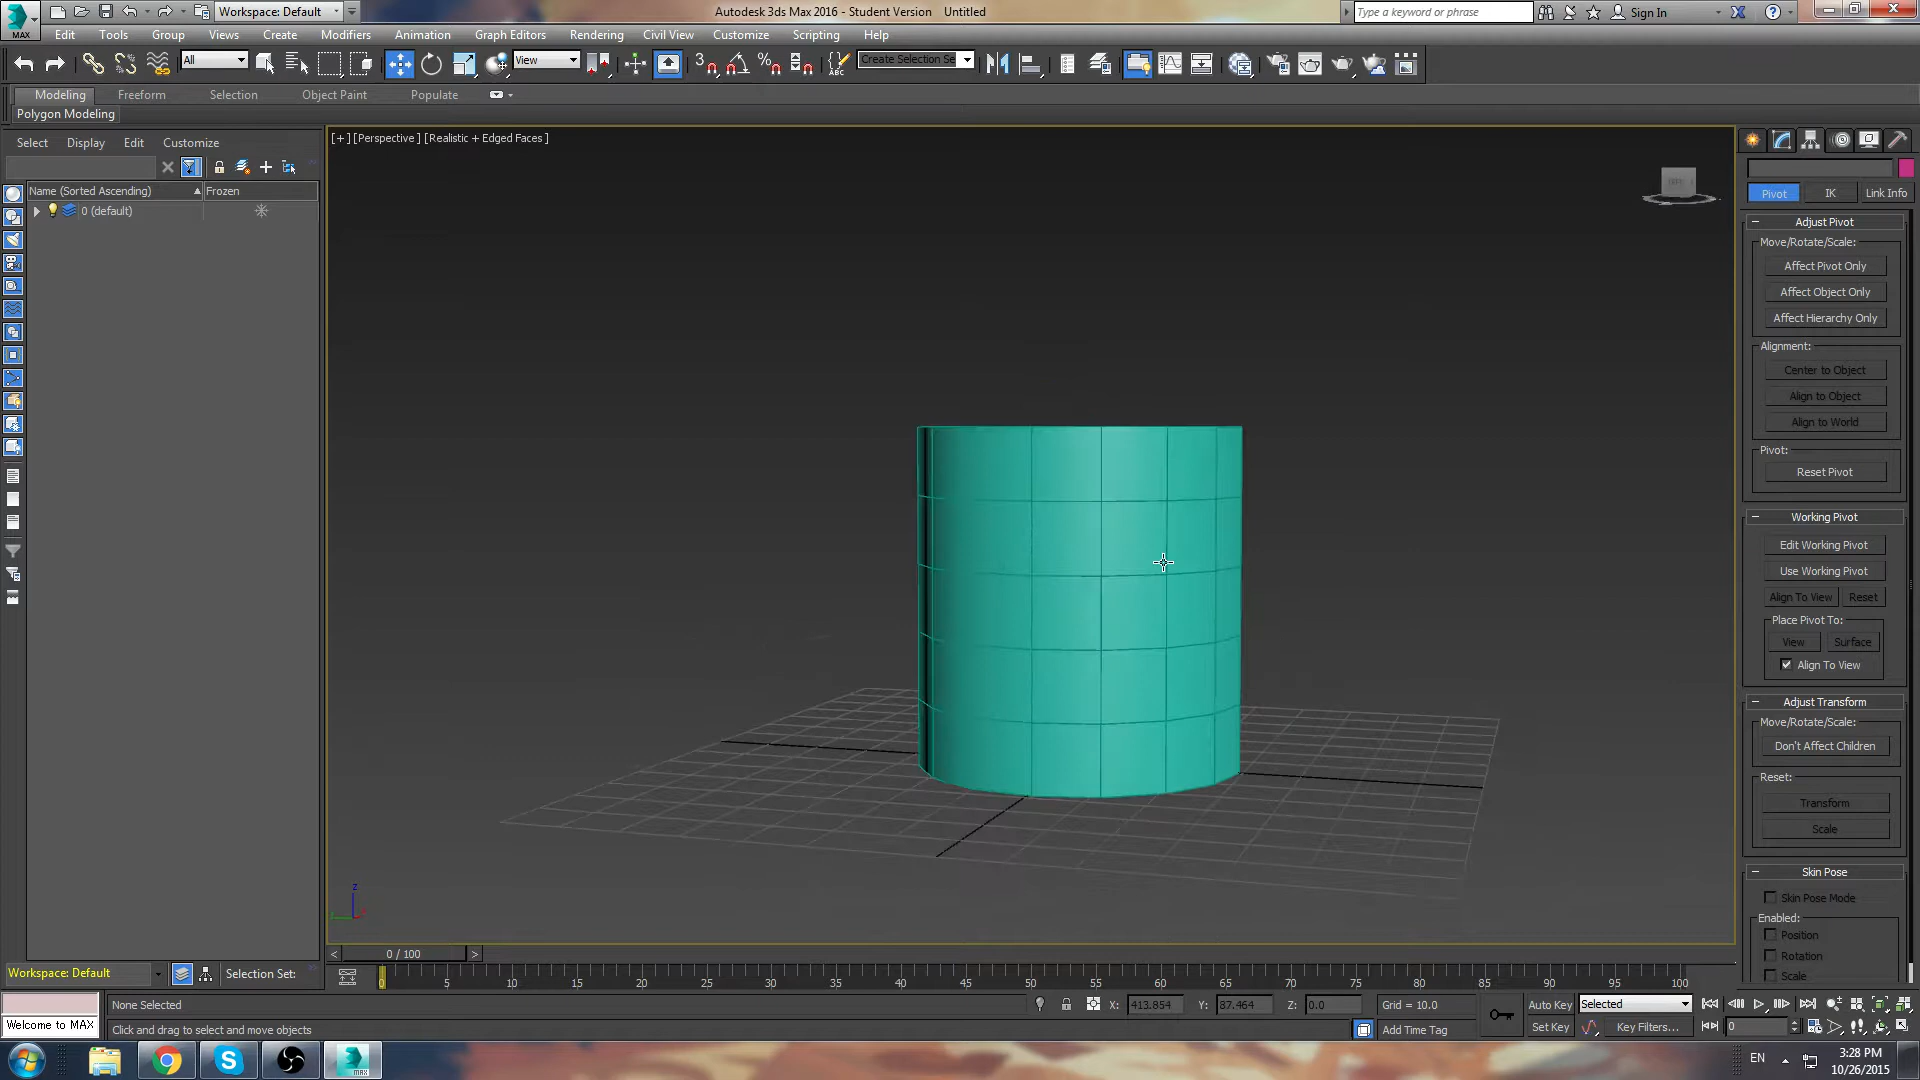 Workspace: Default
Autodesk 3ds Max 2016 - Student Version    Untitled
Type a keyword or phrase
Sign In
MAX
Edit Tools Group Views Create Modifiers Animation Graph Editors Rendering Civil View Customize Scripting Help
All
View
3
%
ABC
Create Selection Se
Modeling Freeform Selection Object Paint Populate
Polygon Modeling
Select Display Edit Customize
[+] [Perspective] [Realistic + Edged Faces]
Name (Sorted Ascending) Frozen
0 (default)
Pivot IK Link Info
Adjust Pivot
Move/Rotate/Scale:
Affect Pivot Only
Affect Object Only
Affect Hierarchy Only
Alignment:
Center to Object
Align to Object
Align to World
Pivot:
Reset Pivot
Working Pivot
Edit Working Pivot
Use Working Pivot
Align To View Reset
Place Pivot To:
View Surface
Align To View
Adjust Transform
Move/Rotate/Scale:
Don't Affect Children
Reset:
Transform
Scale
Skin Pose
Skin Pose Mode
Enabled:
Position
Rotation
Scale
z
< 0 / 100 >
Workspace: Default
Selection Set:
0 5 10 15 20 25 30 35 40 45 50 55 60 65 70 75 80 85 90 95 100
None Selected
X: 413.854 Y: 87.464 Z: 0.0 Grid = 10.0
Auto Key Selected
Welcome to MAX
Click and drag to select and move objects
Add Time Tag
Set Key Key Filters... 0
MAX
EN
3:28 PM
10/26/2015